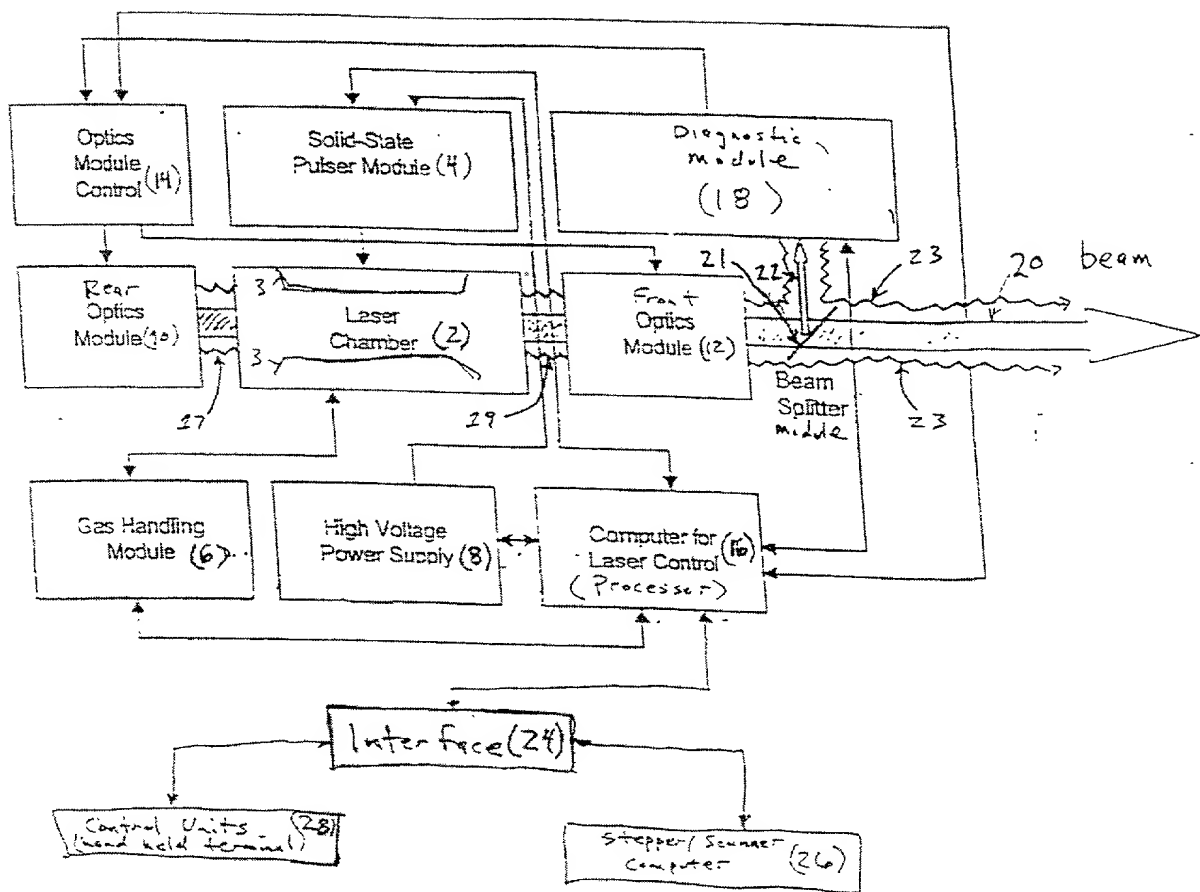 Optics
Module
Control (14)
Solid-State
Pulser Module (4)
Diagnostic
module
(18)
Rear
Optics
Module (10)
3
Laser
Chamber (2)
3
Front
Optics
Module (12)
21
22
23
20 beam
17
19
Beam
Splitter
module
23
Gas Handling
Module (6)
High Voltage
Power Supply (8)
Computer for
Laser Control (16)
(Processor)
Interface (24)
Control Units (28)
(hand held terminal)
Stepper/Scanner
Computer (26)